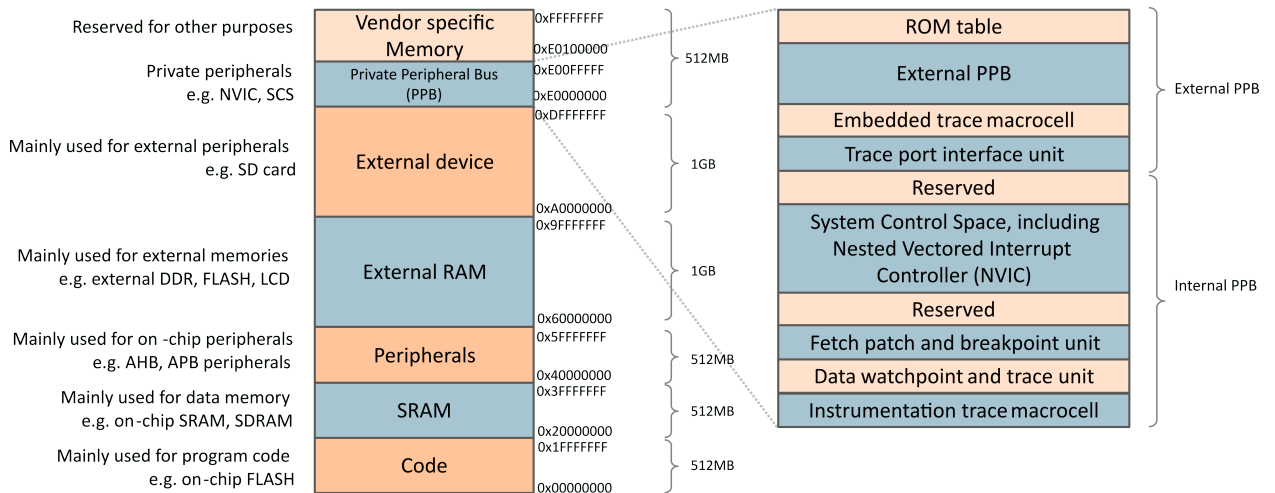 Reserved for other purposes
Vendor specific
Memory
0xFFFFFFFF
0xE0100000
512MB
Private peripherals
e.g. NVIC, SCS
Private Peripheral Bus
(PPB)
0xE00FFFFF
0xE0000000
Mainly used for external peripherals
e.g. SD card
External device
0xDFFFFFFF
0xA0000000
1GB
Mainly used for external memories
e.g. external DDR, FLASH, LCD
External RAM
0x9FFFFFFF
0x60000000
1GB
Mainly used for on -chip peripherals
e.g. AHB, APB peripherals
Peripherals
0x5FFFFFFF
0x40000000
512MB
Mainly used for data memory
e.g. on-chip SRAM, SDRAM
SRAM
0x3FFFFFFF
0x20000000
512MB
Mainly used for program code
e.g. on-chip FLASH
Code
0x1FFFFFFF
0x00000000
512MB
ROM table
External PPB
Embedded trace macrocell
Trace port interface unit
External PPB
Reserved
System Control Space, including
Nested Vectored Interrupt
Controller (NVIC)
Reserved
Fetch patch and breakpoint unit
Data watchpoint and trace unit
Instrumentation trace macrocell
Internal PPB